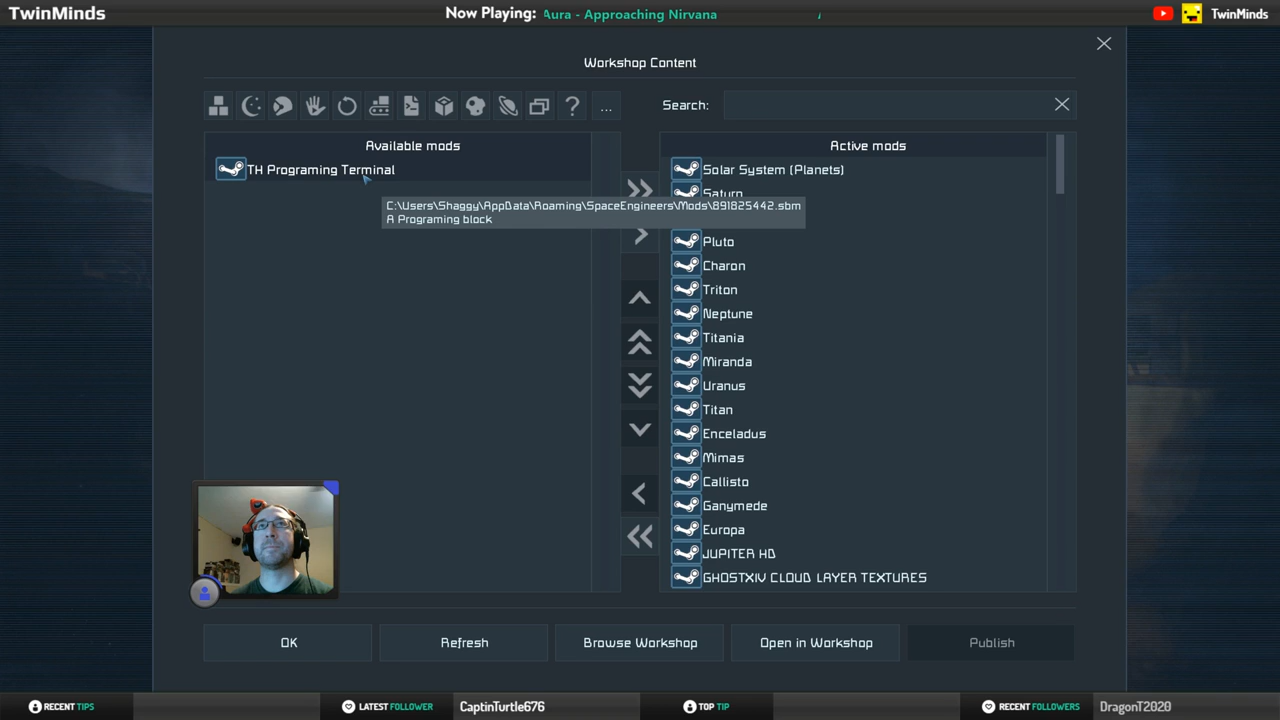 TwinMinds
Now Playing: Aura - Approaching Nirvana
TwinMinds
Workshop Content
?
...
Search:
Available mods
TH Programing Terminal
C:\Users\Shaggy\AppData\Roaming\SpaceEngineers\Mods\891825442.sbm
A Programing block
Active mods
Solar System (Planets)
Saturn
Pluto
Charon
Triton
Neptune
Titania
Miranda
Uranus
Titan
Enceladus
Mimas
Callisto
Ganymede
Europa
JUPITER HD
GHOSTXIV CLOUD LAYER TEXTURES
OK
Refresh
Browse Workshop
Open in Workshop
Publish
RECENT TIPS
LATEST FOLLOWER
CaptinTurtle676
TOP TIP
RECENT FOLLOWERS
DragonT2020